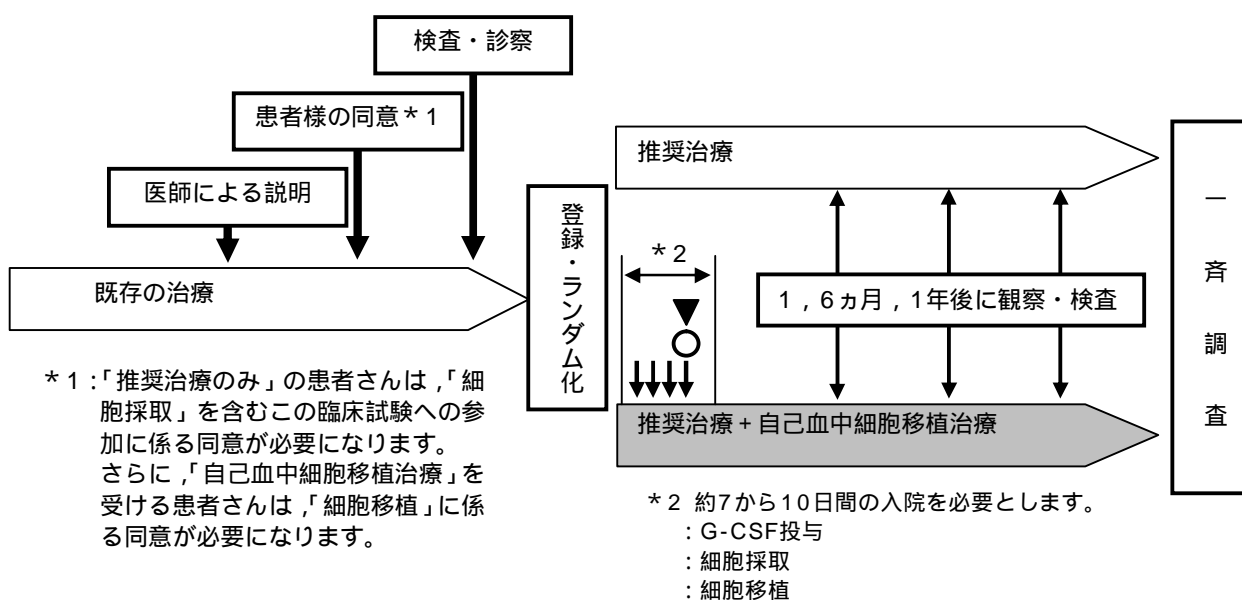 検査・診察
患者様の同意*1
医師による説明
既存の治療
登録・ランダム化
推奨治療
*2
1,6ヵ月,1年後に観察・検査
推奨治療+自己血中細胞移植治療
一斉調査
*1:「推奨治療のみ」の患者さんは,「細
胞採取」を含むこの臨床試験への参
加に係る同意が必要になります。
さらに,「自己血中細胞移植治療」を
受ける患者さんは,「細胞移植」に係
る同意が必要になります。
*2 約7から10日間の入院を必要とします。
:G-CSF投与
:細胞採取
:細胞移植